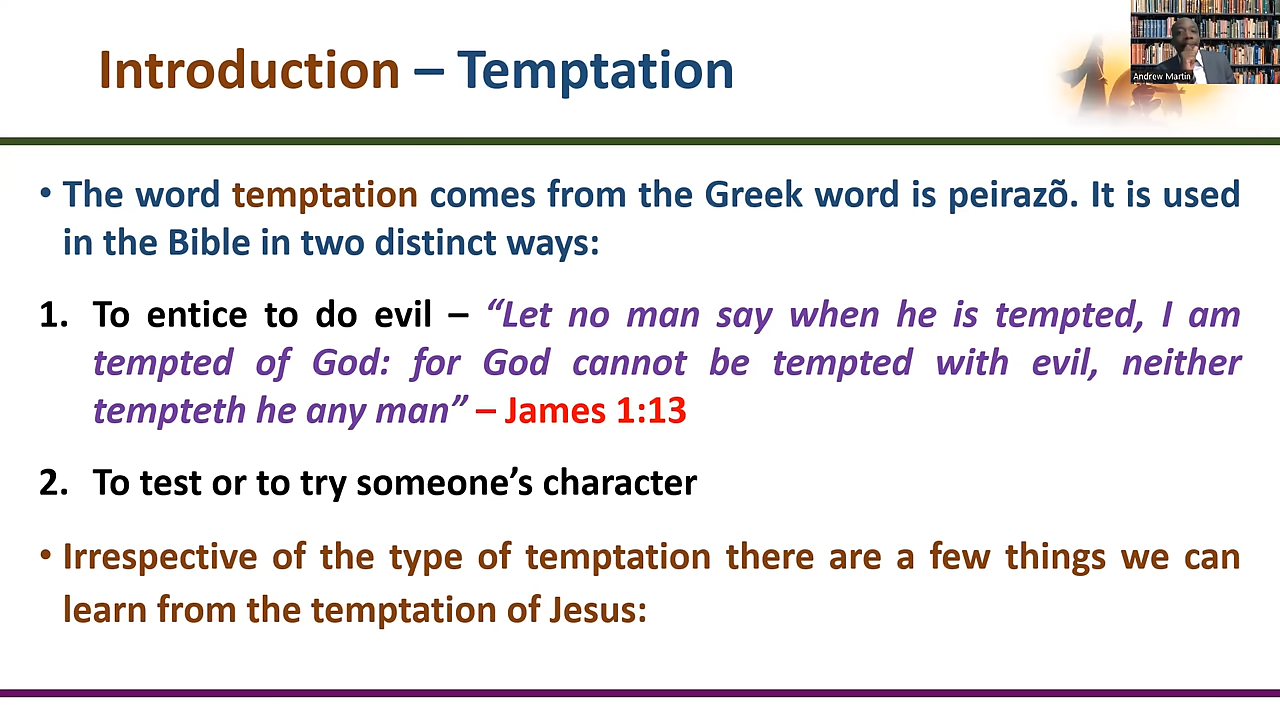 Introduction – Temptation
Andrew Martin
• The word temptation comes from the Greek word is peirazõ. It is used
in the Bible in two distinct ways:
1. To entice to do evil – “Let no man say when he is tempted, I am
tempted of God: for God cannot be tempted with evil, neither
tempteth he any man” – James 1:13
2. To test or to try someone’s character
• Irrespective of the type of temptation there are a few things we can
learn from the temptation of Jesus: